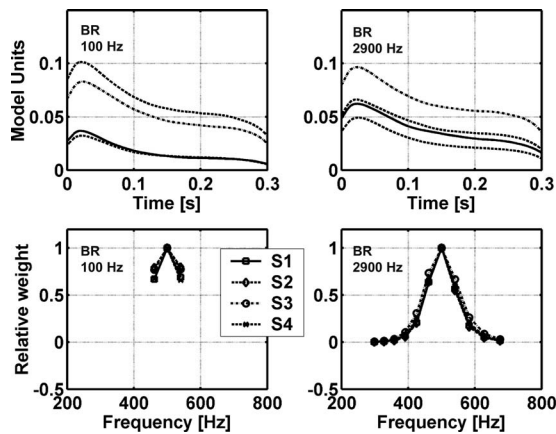 BR
100 Hz
BR
2900 Hz
Model Units
0.1
0.05
0
0 0.1 0.2 0.3
Time [s]
0.1
0.05
0
0 0.1 0.2 0.3
Time [s]
Relative weight
BR
100 Hz
1
0.5
0
-0.5
200 400 600 800
Frequency [Hz]
S1
S2
S3
S4
BR
2900 Hz
1
0.5
0
-0.5
200 400 600 800
Frequency [Hz]